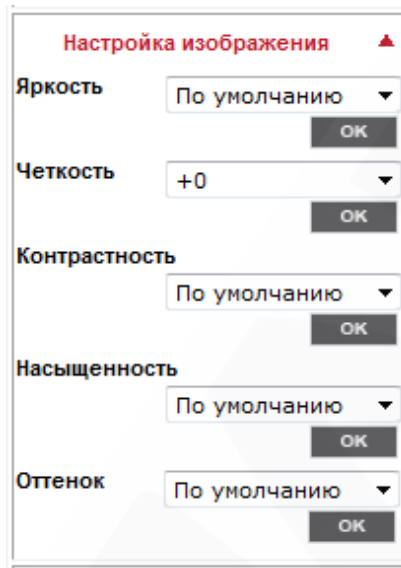 Настройка изображения
Яркость
По умолчанию
OK
Четкость
+0
OK
Контрастность
По умолчанию
OK
Насыщенность
По умолчанию
OK
Оттенок
По умолчанию
OK